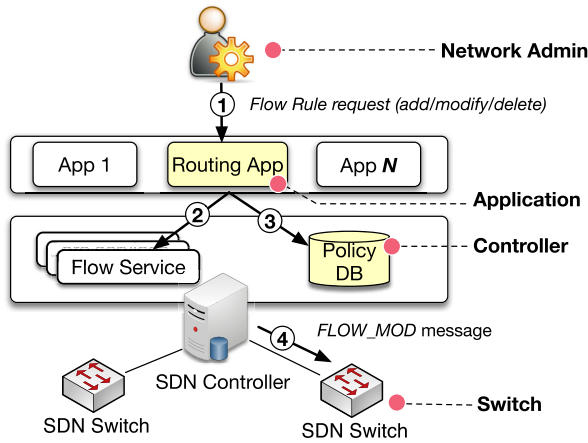 Network Admin
1
Flow Rule request (add/modify/delete)
App 1
Routing App
App N
Application
2
3
Controller
Flow Service
Policy
DB
4
FLOW_MOD message
SDN Controller
Switch
SDN Switch
SDN Switch